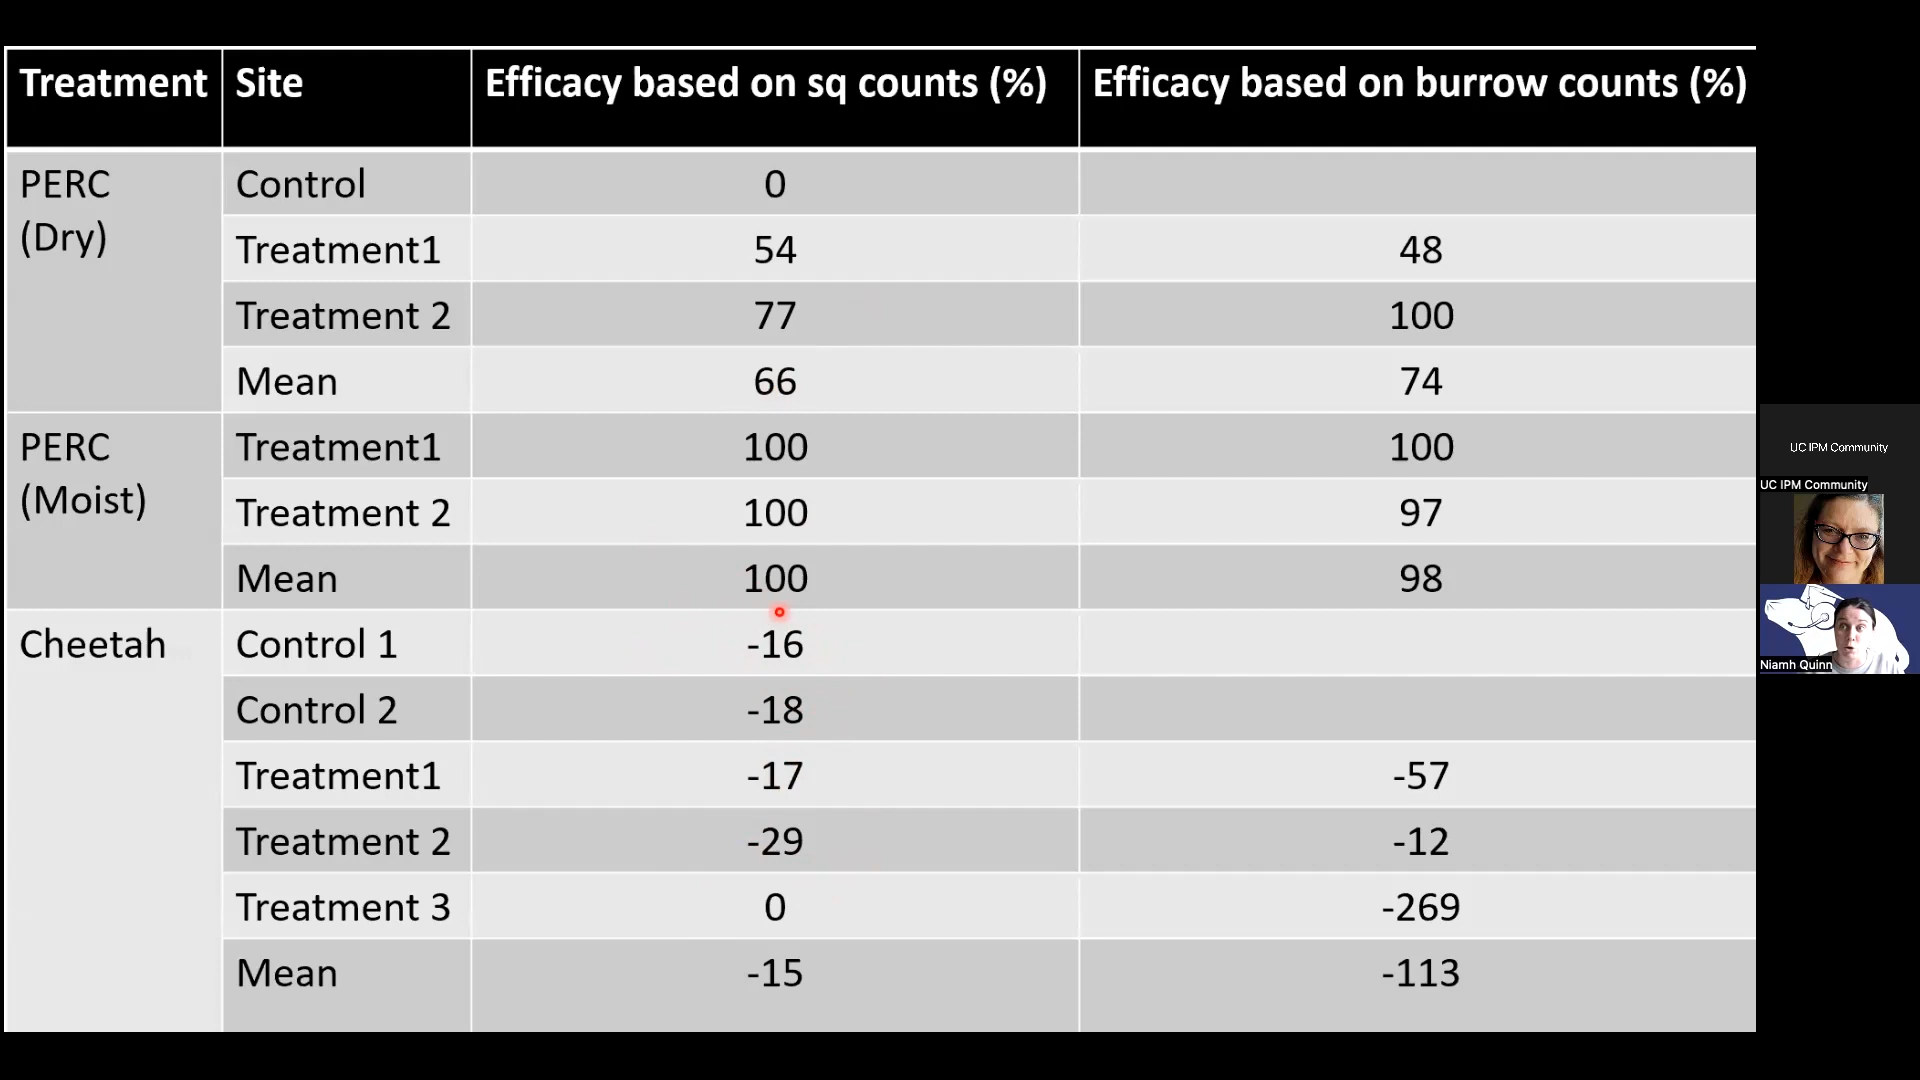 Treatment Site Efficacy based on sq counts (%) Efficacy based on burrow counts (%)
PERC Control 0
(Dry)
Treatment1 54 48
Treatment 2 77 100
Mean 66 74
PERC Treatment1 100 100
(Moist)
Treatment 2 100 97
Mean 100 98
Cheetah Control 1 -16
Control 2 -18
Treatment1 -17 -57
Treatment 2 -29 -12
Treatment 3 0 -269
Mean -15 -113
UC IPM Community
UC IPM Community
Niamh Quinn